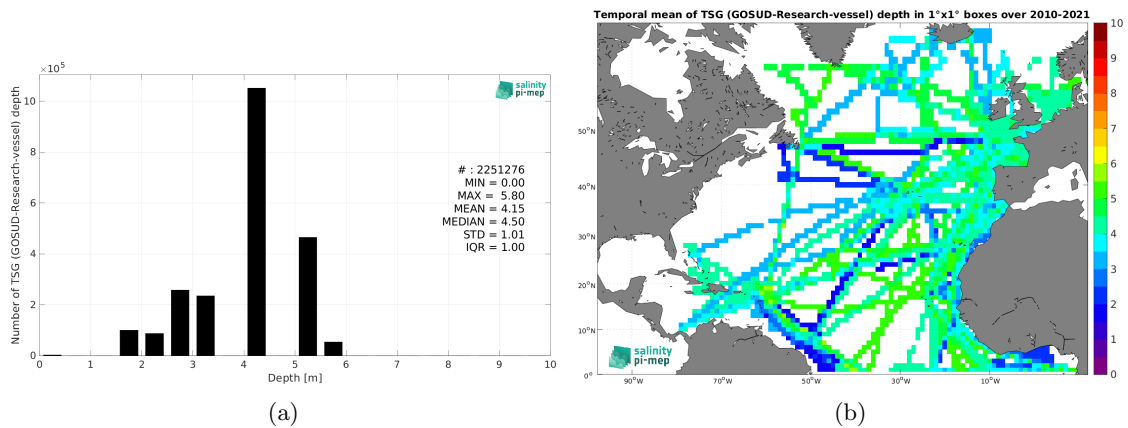 ×10⁵
10
8
6
4
2
0
Number of TSG (GOSUD-Research-vessel) depth
0 1 2 3 4 5 6 7 8 9 10
Depth [m]
salinity
pi-mep
# : 2251276
MIN = 0.00
MAX = 5.80
MEAN = 4.15
MEDIAN = 4.50
STD = 1.01
IQR = 1.00
(a)
Temporal mean of TSG (GOSUD-Research-vessel) depth in 1°x1° boxes over 2010-2021
50°N
40°N
30°N
20°N
10°N
0°
90°W 70°W 50°W 30°W 10°W
salinity
pi-mep
10
9
8
7
6
5
4
3
2
1
0
(b)